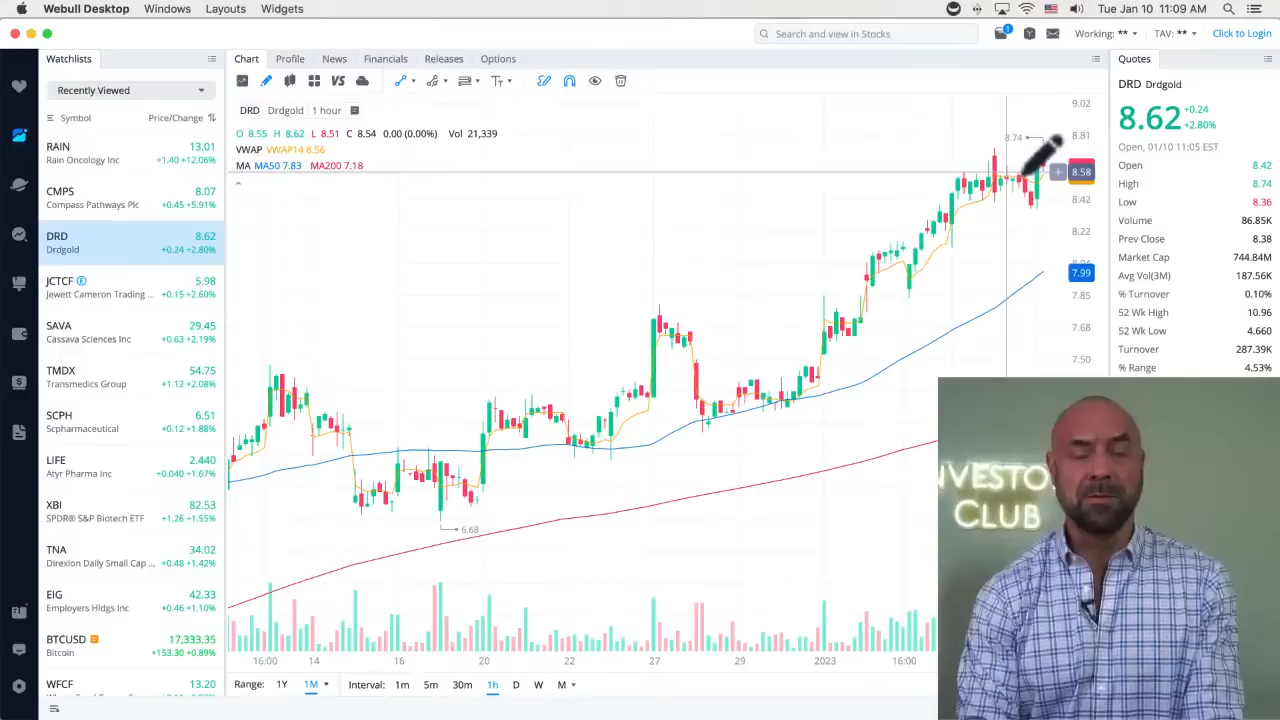 Webull Desktop Windows Layouts Widgets Tue Jan 10 11:09 AM
Search and view in Stocks 1 Working: ** TAV: ** Click to Login
Watchlists
Recently Viewed
Symbol Price/Change
RAIN 13.01
Rain Oncology Inc +1.40 +12.06%
CMPS 8.07
Compass Pathways Plc +0.45 +5.91%
DRD 8.62
Drdgold +0.24 +2.80%
JCTCF E 5.98
Jewett Cameron Trading ... +0.15 +2.60%
SAVA 29.45
Cassava Sciences Inc +0.63 +2.19%
TMDX 54.75
Transmedics Group +1.12 +2.08%
SCPH 6.51
Scpharmaceutical +0.12 +1.88%
LIFE 2.440
Atyr Pharma Inc +0.040 +1.67%
XBI 82.53
SPDR® S&P Biotech ETF +1.26 +1.55%
TNA 34.02
Direxion Daily Small Cap ... +0.48 +1.42%
EIG 42.33
Employers Hldgs Inc +0.46 +1.10%
BTCUSD 17,333.35
Bitcoin +153.30 +0.89%
WFCF 13.20
Chart Profile News Financials Releases Options
VS
DRD Drdgold 1 hour
O 8.55 H 8.62 L 8.51 C 8.54 0.00 (0.00%) Vol 21,339
VWAP VWAP14 8.56
MA MA50 7.83 MA200 7.18
8.74
6.68
9.02
8.81
8.58
8.42
8.22
7.99
7.85
7.68
7.50
16:00 14 16 20 22 27 29 2023 16:00
Range: 1Y 1M Interval: 1m 5m 30m 1h D W M
Quotes
DRD Drdgold
8.62 +0.24
+2.80%
Open, 01/10 11:05 EST
Open 8.42
High 8.74
Low 8.36
Volume 86.85K
Prev Close 8.38
Market Cap 744.84M
Avg Vol(3M) 187.56K
% Turnover 0.10%
52 Wk High 10.96
52 Wk Low 4.660
Turnover 287.39K
% Range 4.53%
CLUB